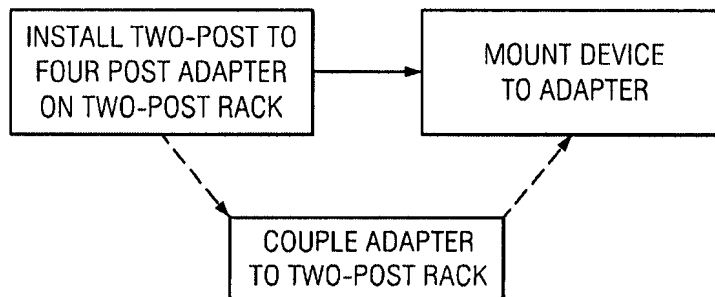 INSTALL TWO-POST TO
FOUR POST ADAPTER
ON TWO-POST RACK
MOUNT DEVICE
TO ADAPTER
COUPLE ADAPTER
TO TWO-POST RACK